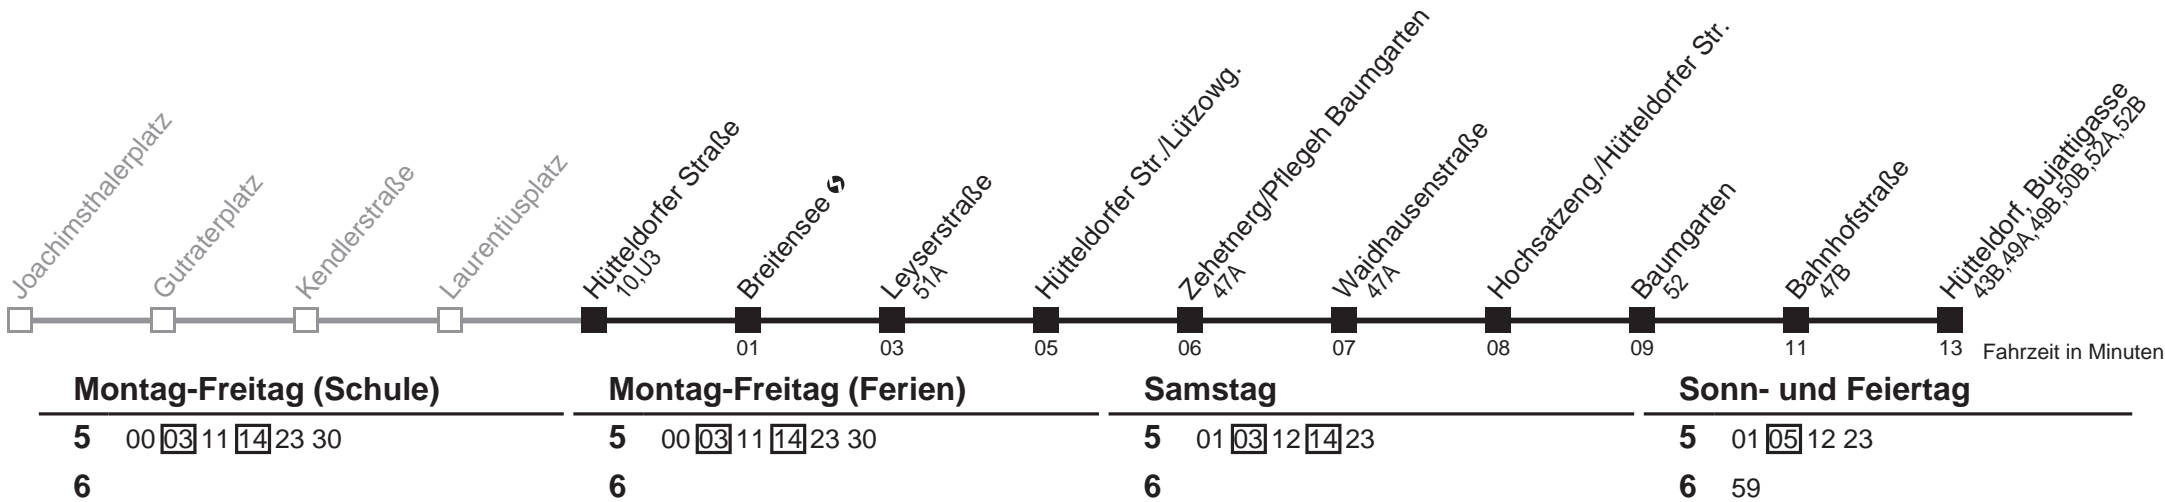 Joachimsthalerplatz
Gutraterplatz
Kendlerstraße
Laurentiusplatz
Hütteldorfer Straße
10,U3
Breitensee
Leyserstraße
51A
Hütteldorfer Str./Lützowg.
Zehetnerg/Pflegeh Baumgarten
47A
Waidhausenstraße
47A
Hochsatzeng./Hütteldorfer Str.
Baumgarten
52
Bahnhofstraße
47B
Hütteldorf, Bujattigasse
43B,49A,49B,50B,52A,52B
01 03 05 06 07 08 09 11 13 Fahrzeit in Minuten
Montag-Freitag (Schule) Montag-Freitag (Ferien) Samstag Sonn- und Feiertag
5 00 03 11 14 23 30 5 00 03 11 14 23 30 5 01 03 12 14 23 5 01 05 12 23
6 6 6 6 59